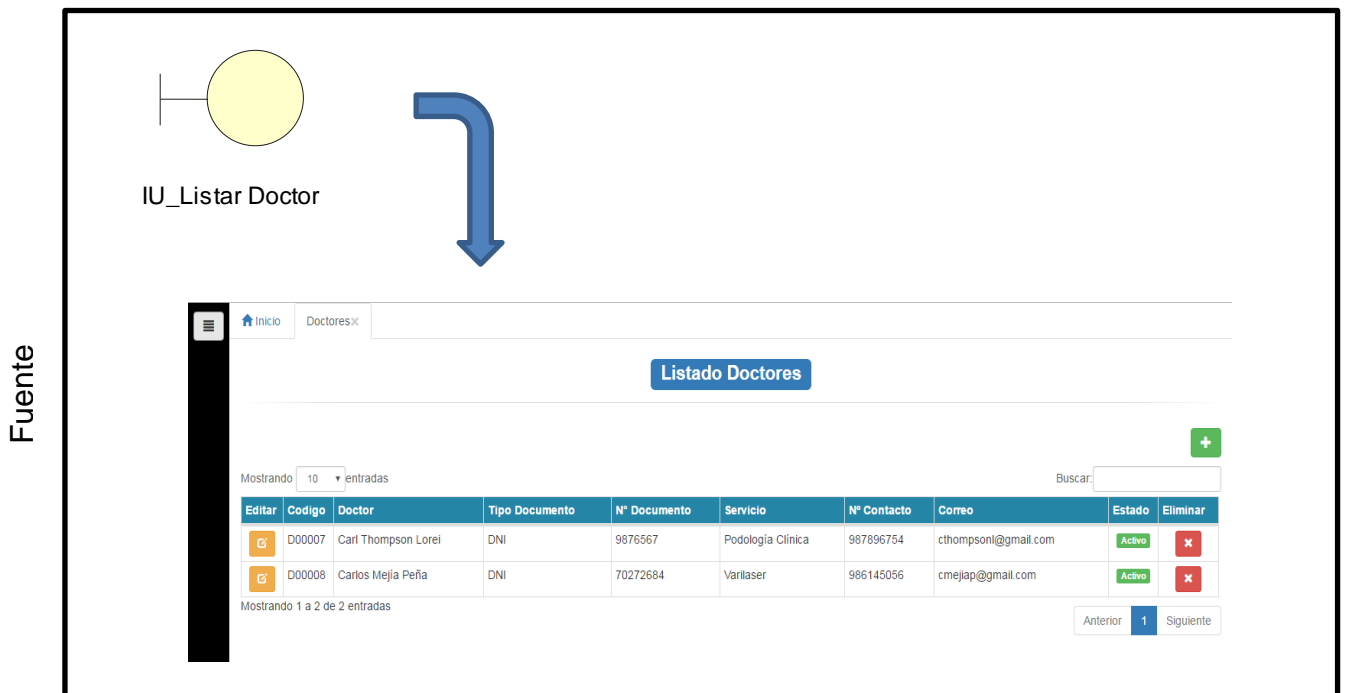 IU_Listar Doctor
Fuente
Inicio Doctores×
Listado Doctores
+
Mostrando 10 entradas Buscar:
Editar Codigo Doctor Tipo Documento N° Documento Servicio Nº Contacto Correo Estado Eliminar
D00007 Carl Thompson Lorei DNI 9876567 Podología Clínica 987896754 cthompsonl@gmail.com Activo
D00008 Carlos Mejía Peña DNI 70272684 Varilaser 986145056 cmejiap@gmail.com Activo
Mostrando 1 a 2 de 2 entradas
Anterior 1 Siguiente